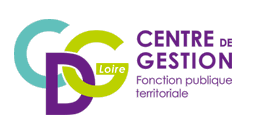 CDG
Loire
CENTRE DE
GESTION
Fonction publique
territoriale